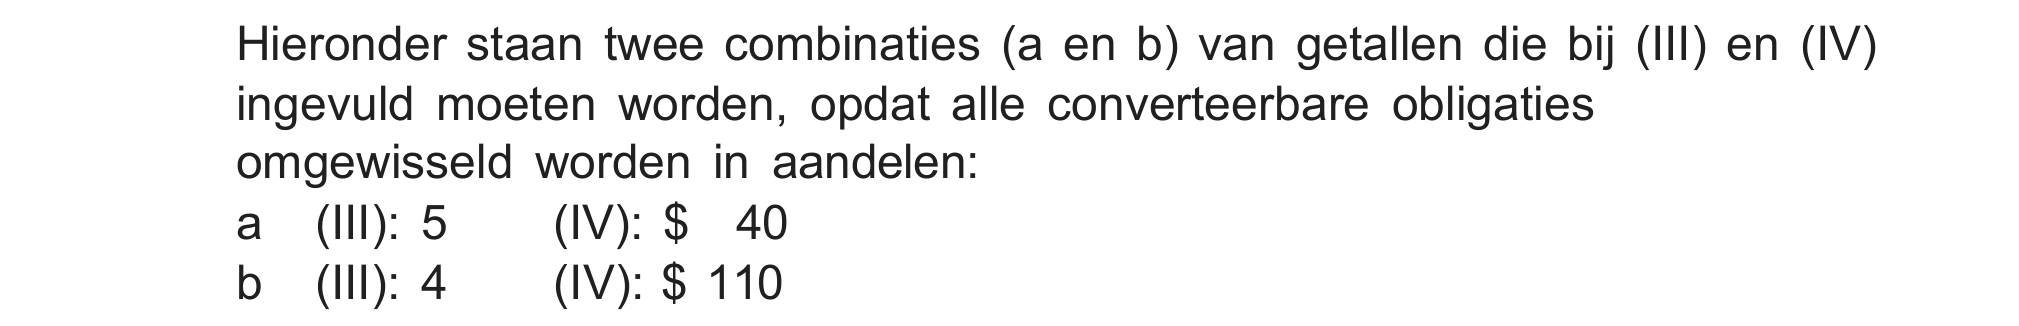 Hieronder staan twee combinaties (a en b) van getallen die bij (III) en (IV)
ingevuld moeten worden, opdat alle converteerbare obligaties
omgewisseld worden in aandelen:
a (III): 5 (IV): $ 40
b (III): 4 (IV): $ 110